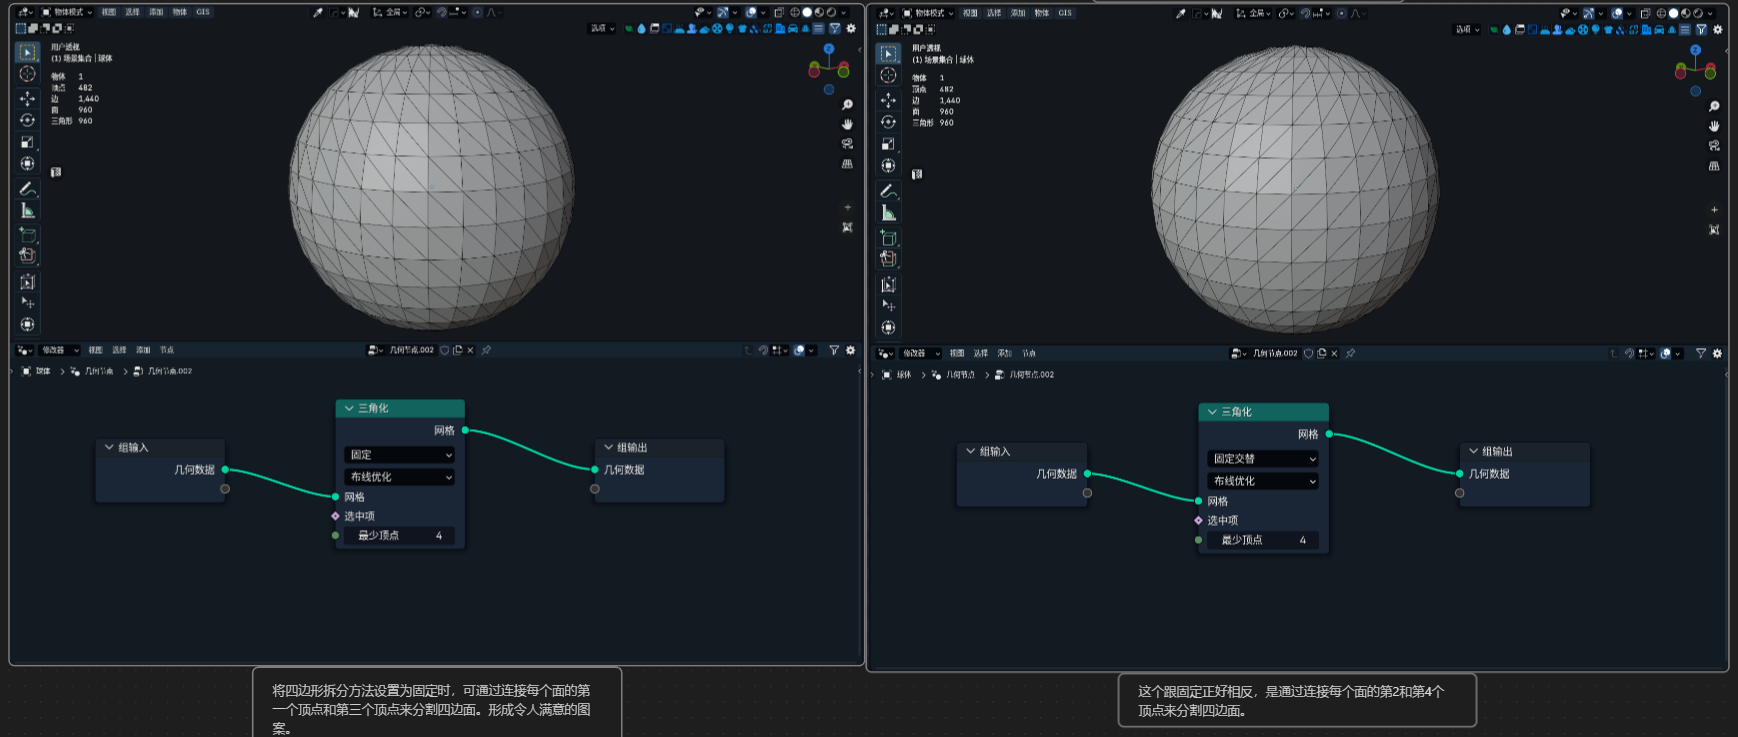 物体模式 视图 选择 添加 物体 GIS 全局
选项
用户透视
(1) 场景集合 | 球体
物体 1
顶点 482
边 1,440
面 960
三角形 960
修改器 视图 选择 添加 节点 几何节点.002
球体 几何节点 几何节点.002
三角化
网格
组输入
几何数据
固定
布线优化
网格
选中项
最少顶点 4
组输出
几何数据
将四边形拆分方法设置为固定时，可通过连接每个面的第
一个顶点和第三个顶点来分割四边面。形成令人满意的图
案。
物体模式 视图 选择 添加 物体 GIS 全局
选项
用户透视
(1) 场景集合 | 球体
物体 1
顶点 482
边 1,440
面 960
三角形 960
修改器 视图 选择 添加 节点 几何节点.002
球体 几何节点 几何节点.002
三角化
网格
组输入
几何数据
固定交替
布线优化
网格
选中项
最少顶点 4
组输出
几何数据
这个跟固定正好相反，是通过连接每个面的第2和第4个
顶点来分割四边面。